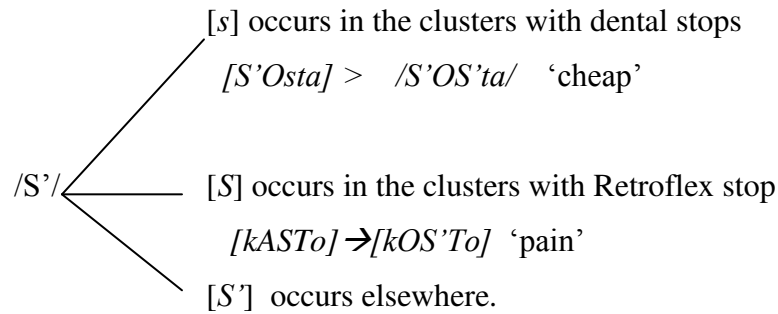 [s] occurs in the clusters with dental stops
[S’Osta] > /S’OS’ta/ ‘cheap’
/S’/ [S] occurs in the clusters with Retroflex stop
[kASTo]→[kOS’To] ‘pain’
[S’] occurs elsewhere.